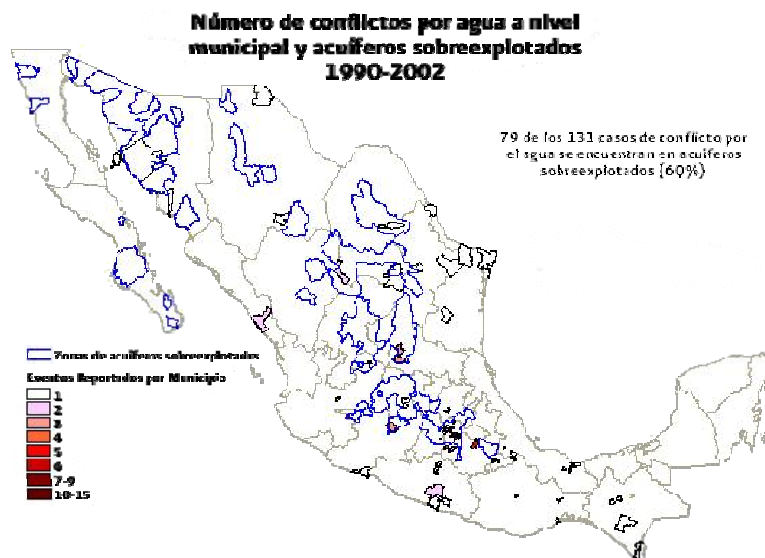 Número de conflictos por agua a nivel
municipal y acuíferos sobreexplotados
1990-2002
79 de los 131 casos de conflicto por
el agua se encuentran en acuíferos
sobreexplotados (60%)
Zonas de acuíferos sobreexplotados
Eventos Reportados por Municipio
1
2
3
4
5
6
7-9
10-15